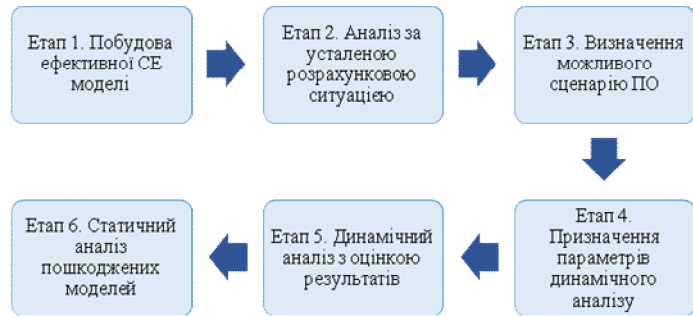 Етап 1. Побудова
ефективної СЕ
моделі
Етап 2. Аналіз за
усталеною
розрахунковою
ситуацією
Етап 3. Визначення
можливого
сценарію ПО
Етап 4.
Призначення
параметрів
динамічного
аналізу
Етап 5. Динамічний
аналіз з оцінкою
результатів
Етап 6. Статичний
аналіз
пошкоджених
моделей